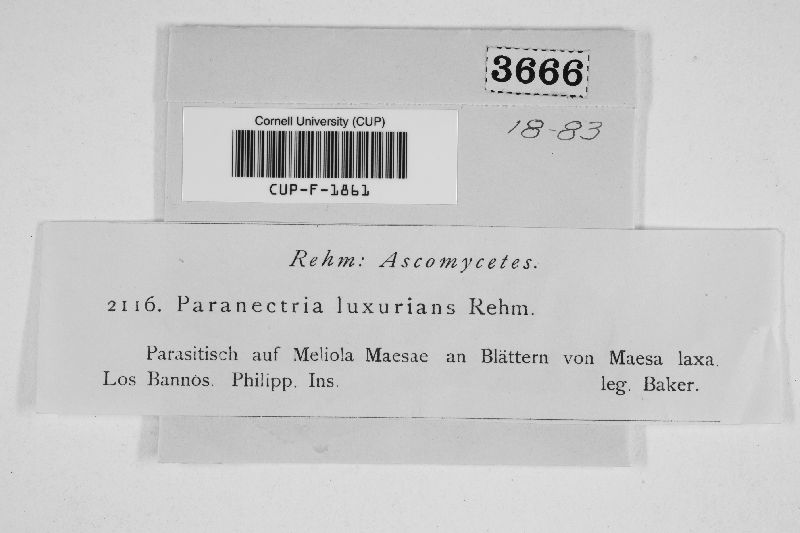 3666
Cornell University (CUP)
CUP-F-1861
18-83
Rehm: Ascomycetes.
2116. Paranectria luxurians Rehm.
Parasitisch auf Meliola Maesae an Blättern von Maesa laxa.
Los Bannos. Philipp. Ins. leg. Baker.